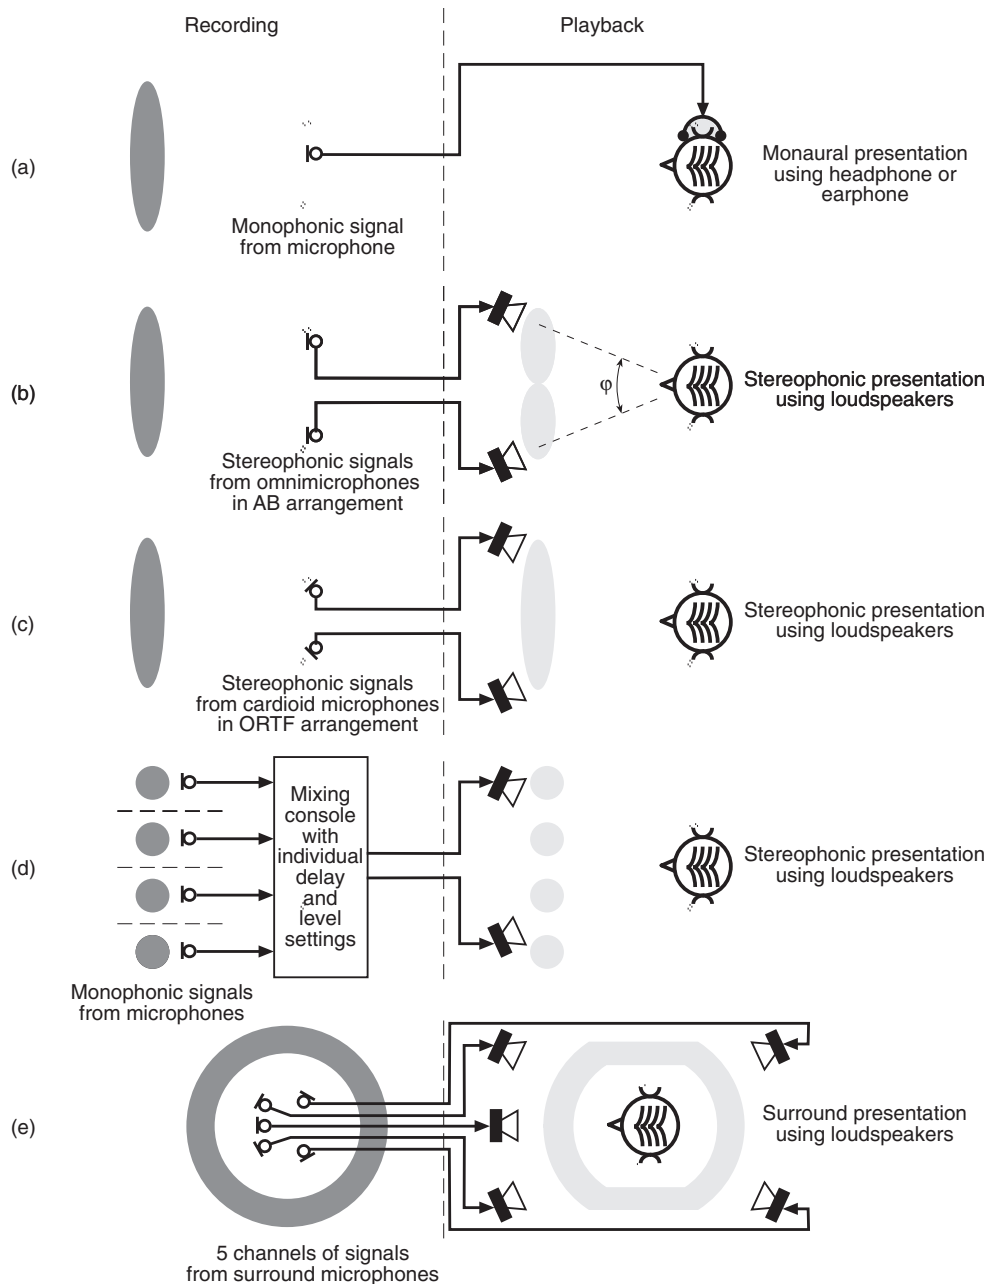 Recording
Playback
(a)
Monophonic signal
from microphone
Monaural presentation
using headphone or
earphone
(b)
Stereophonic signals
from omnimicrophones
in AB arrangement
φ
Stereophonic presentation
using loudspeakers
(c)
Stereophonic signals
from cardioid microphones
in ORTF arrangement
Stereophonic presentation
using loudspeakers
(d)
Mixing
console
with
individual
delay
and
level
settings
Monophonic signals
from microphones
Stereophonic presentation
using loudspeakers
(e)
5 channels of signals
from surround microphones
Surround presentation
using loudspeakers